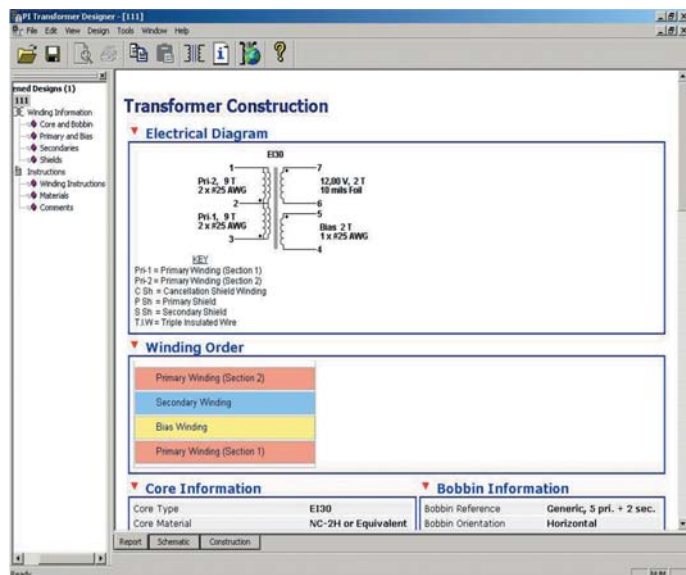 PI Transformer Designer - [111]
File Edit View Design Tools Window Help
ened Designs (1)
111
Winding Information
Core and Bobbin
Primary and Bias
Secondaries
Shields
Instructions
Winding Instructions
Materials
Comments
Transformer Construction
Electrical Diagram
EI30
1
7
Pri-2, 9 T
2 x #25 AWG
12,00 V, 2 T
10 mils Foil
2
6
Pri-1, 9 T
2 x #25 AWG
5
Bias 2 T
1 x #25 AWG
3
4
KEY
Pri-1 = Primary Winding (Section 1)
Pri-2 = Primary Winding (Section 2)
C Sh = Cancellation Shield Winding
P Sh = Primary Shield
S Sh = Secondary Shield
T.I.W = Triple Insulated Wire
Winding Order
Primary Winding (Section 2)
Secondary Winding
Bias Winding
Primary Winding (Section 1)
Core Information
Core Type EI30
Core Material NC-2H or Equivalent
Bobbin Information
Bobbin Reference Generic, 5 pri. + 2 sec.
Bobbin Orientation Horizontal
Report Schematic Construction
Ready
NUM